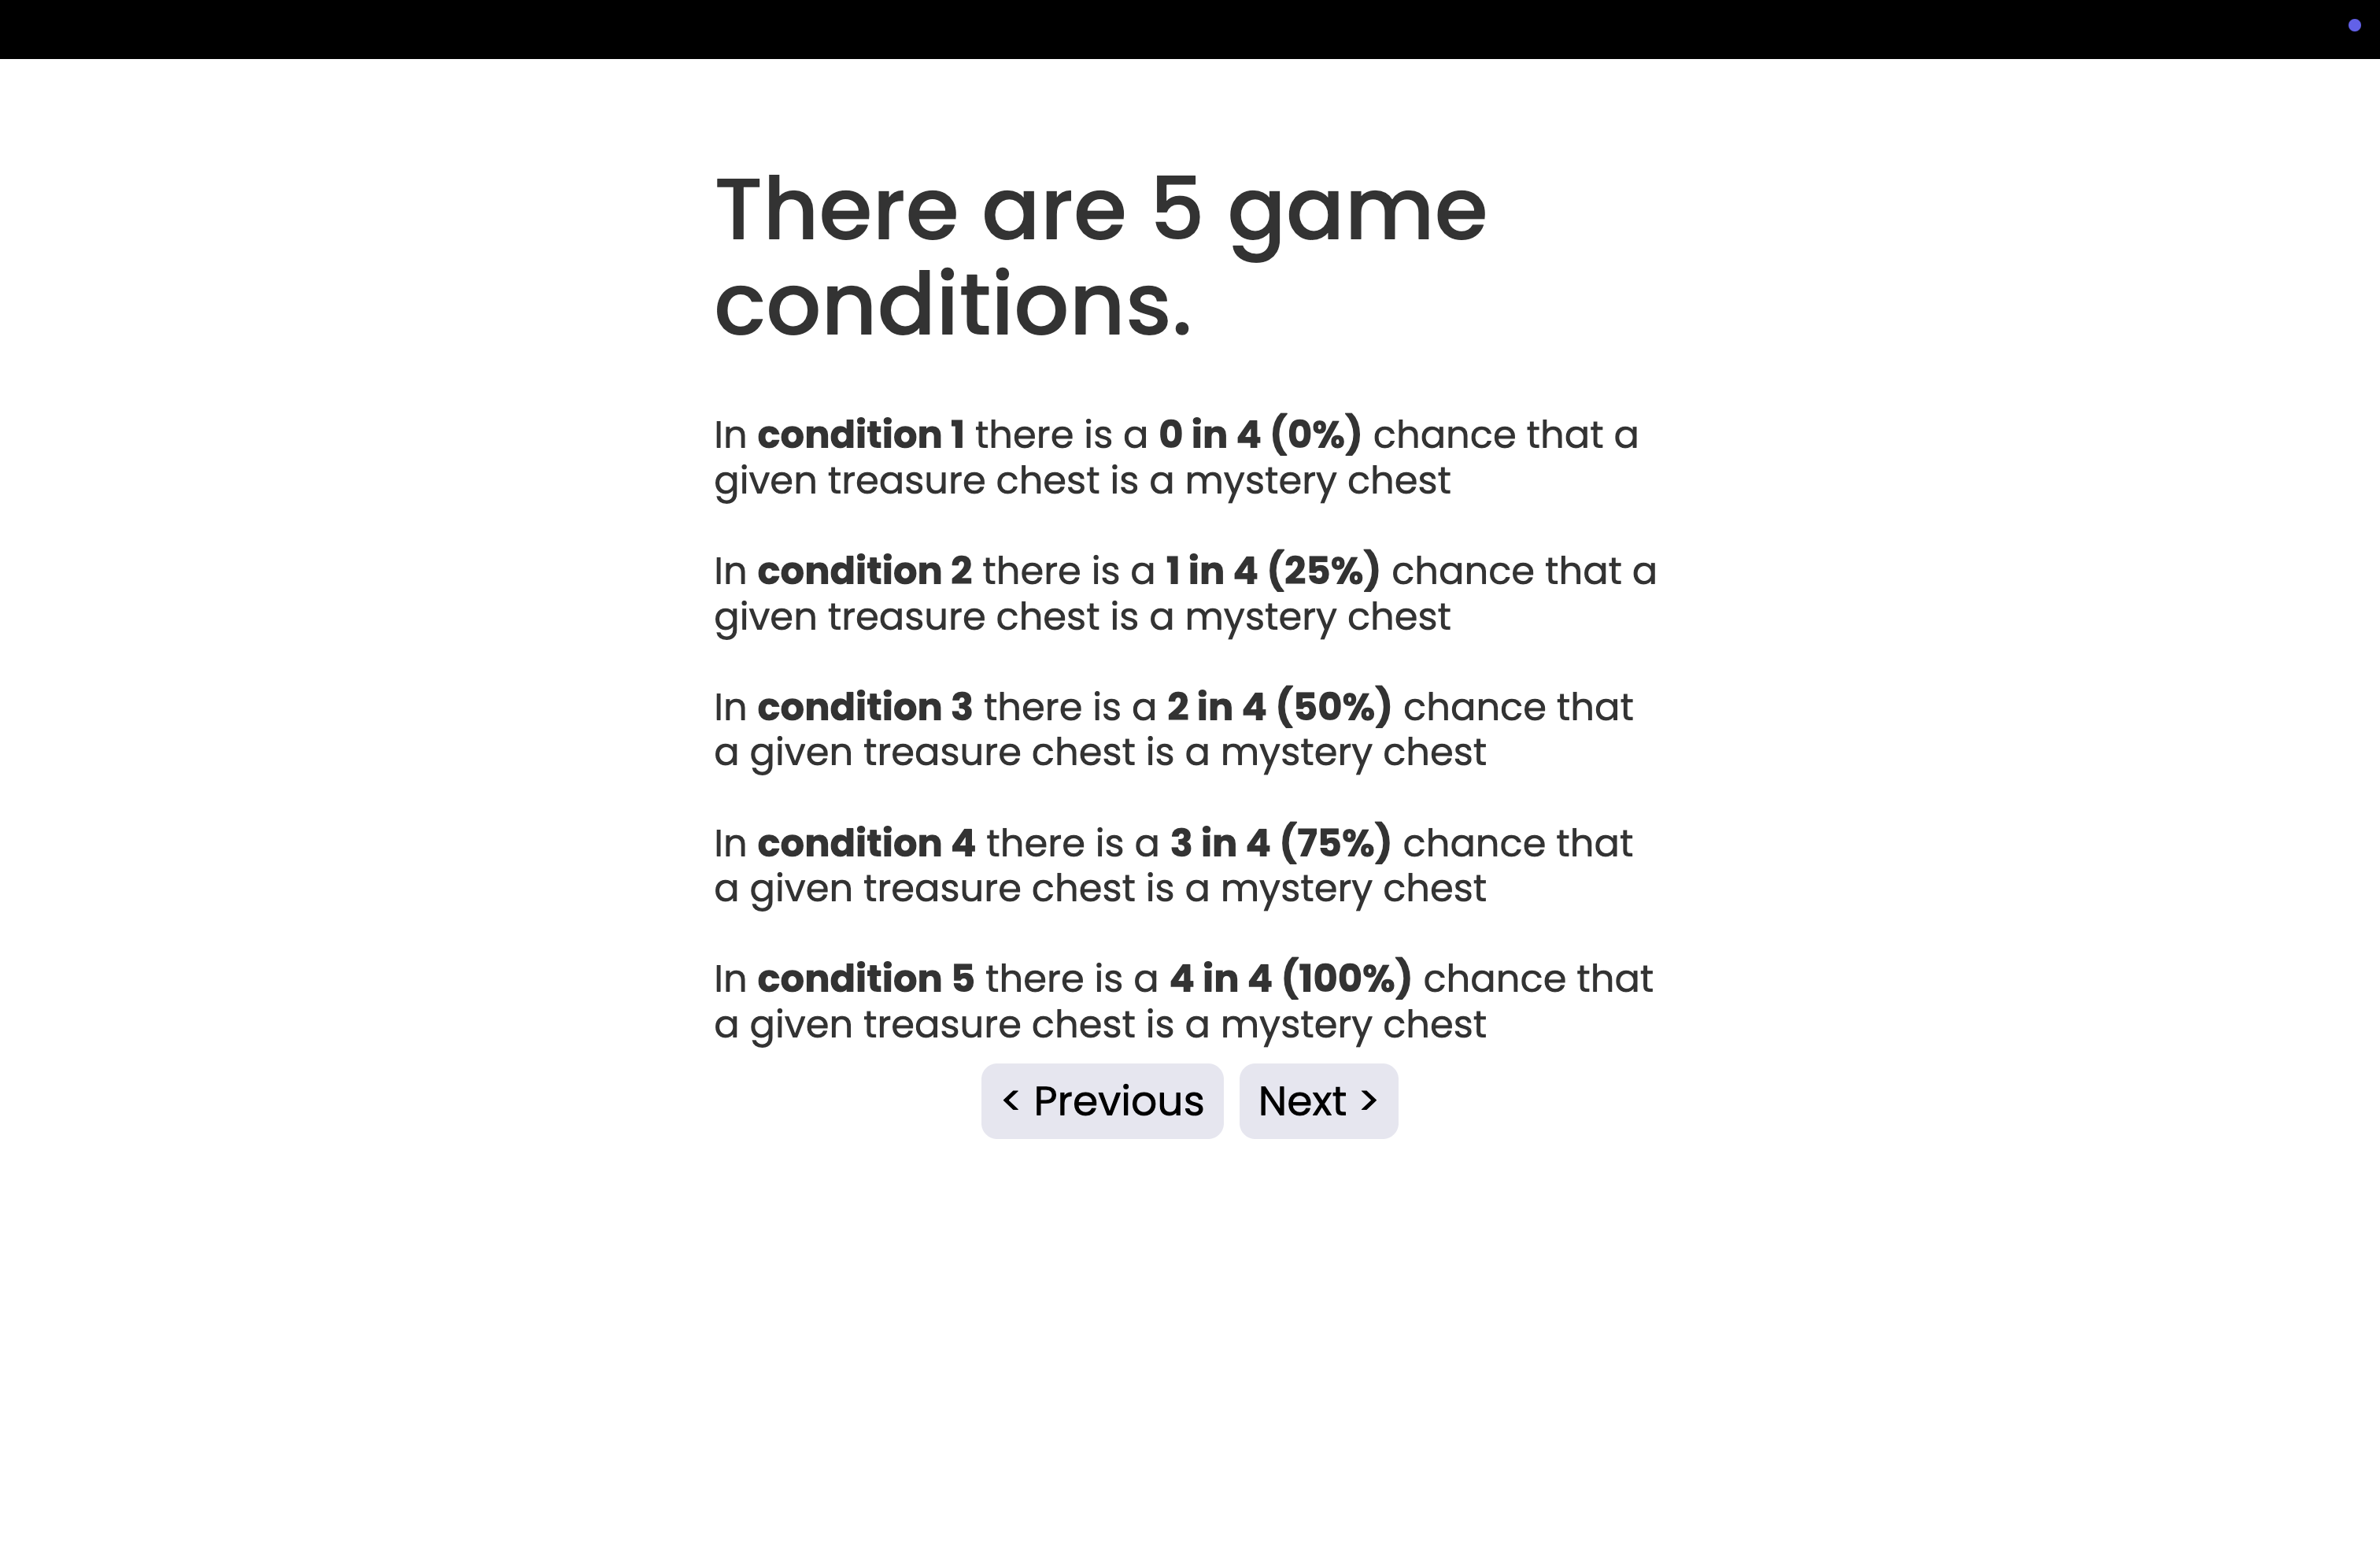 There are 5 game
conditions.
In condition 1 there is a 0 in 4 (0%) chance that a
given treasure chest is a mystery chest
In condition 2 there is a 1 in 4 (25%) chance that a
given treasure chest is a mystery chest
In condition 3 there is a 2 in 4 (50%) chance that
a given treasure chest is a mystery chest
In condition 4 there is a 3 in 4 (75%) chance that
a given treasure chest is a mystery chest
In condition 5 there is a 4 in 4 (100%) chance that
a given treasure chest is a mystery chest
< Previous Next >